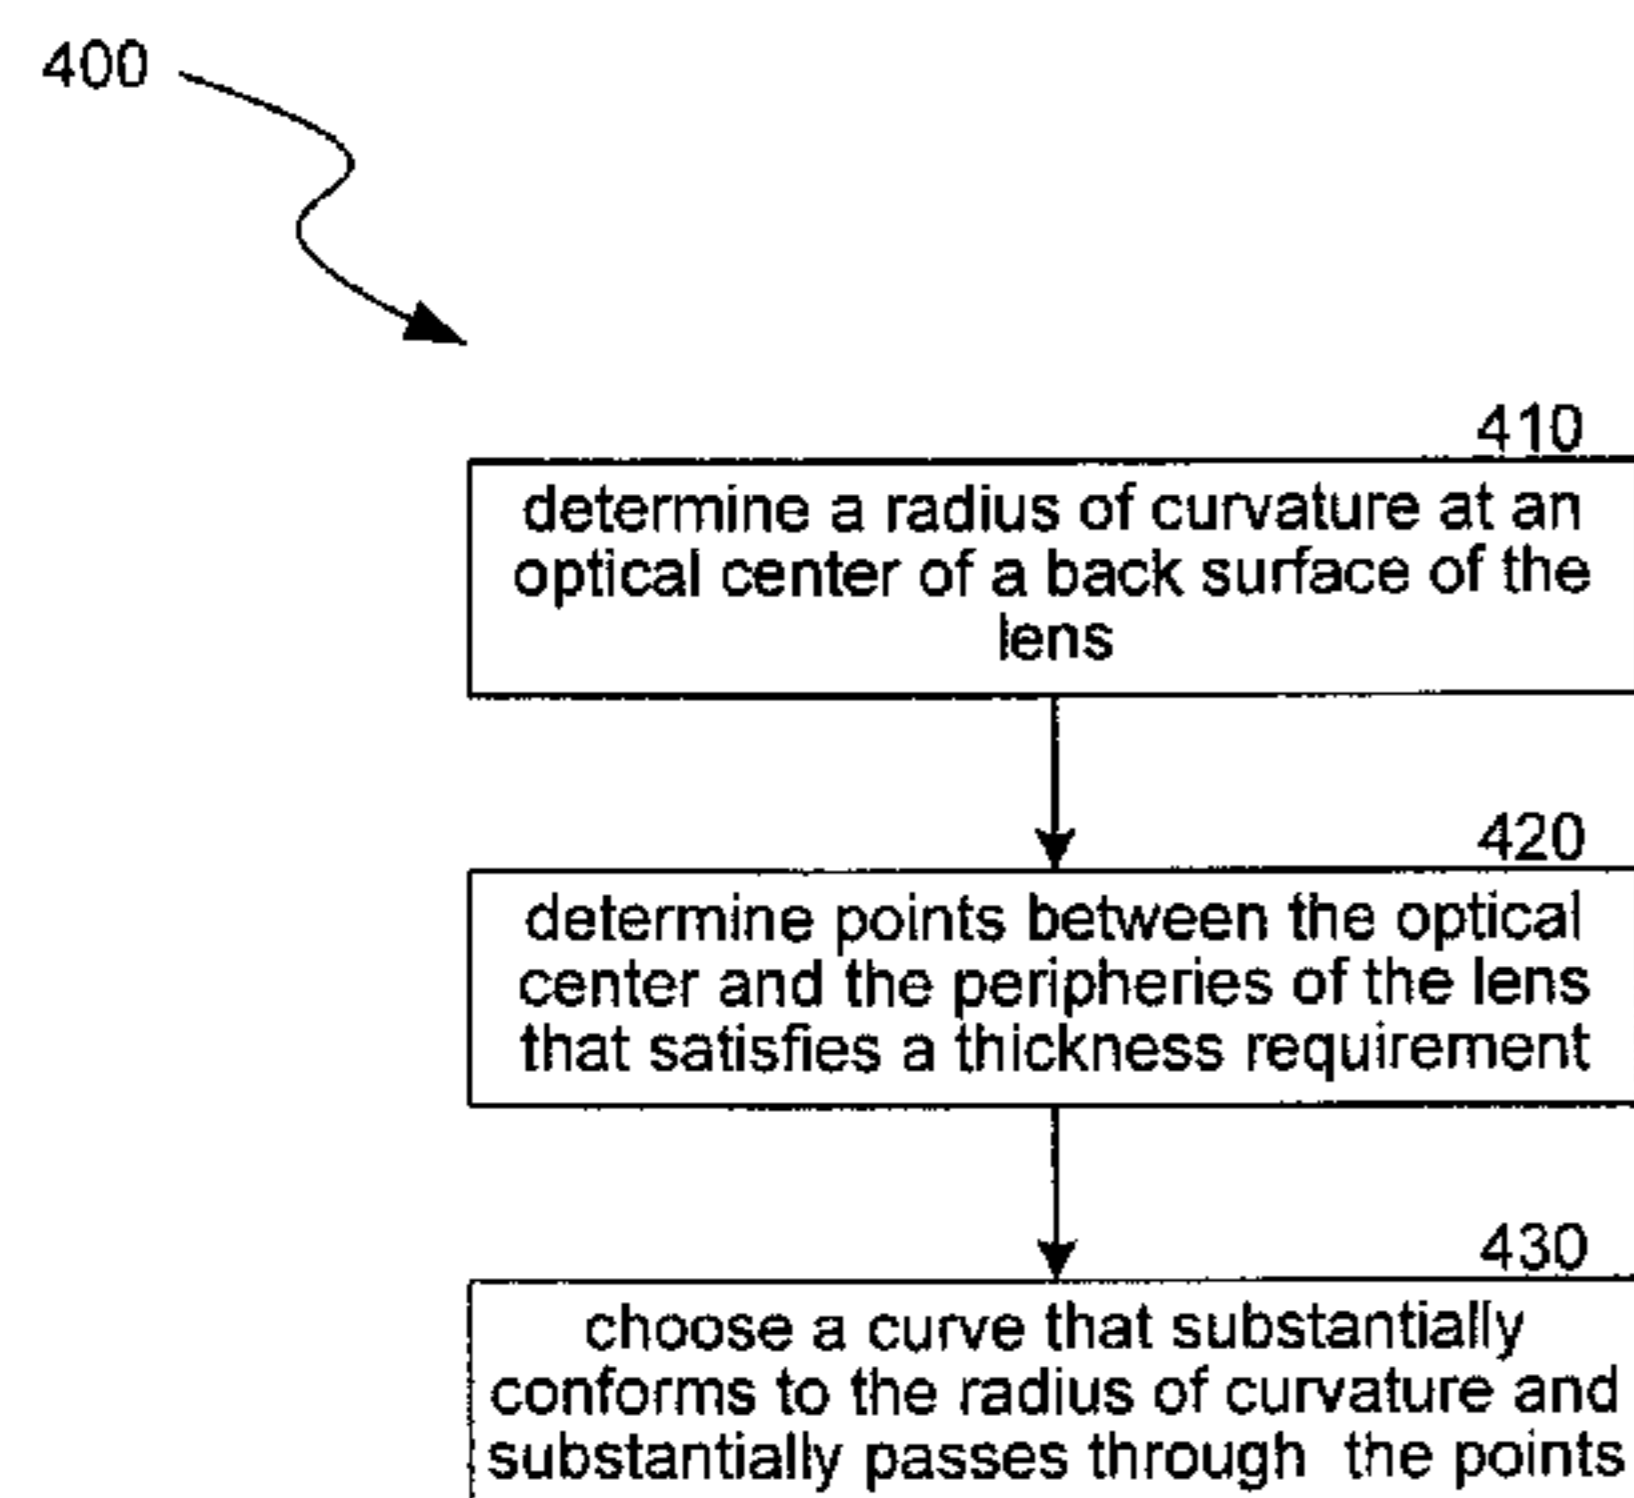 400
410
determine a radius of curvature at an
optical center of a back surface of the
lens
420
determine points between the optical
center and the peripheries of the lens
that satisfies a thickness requirement
430
choose a curve that substantially
conforms to the radius of curvature and
substantially passes through the points